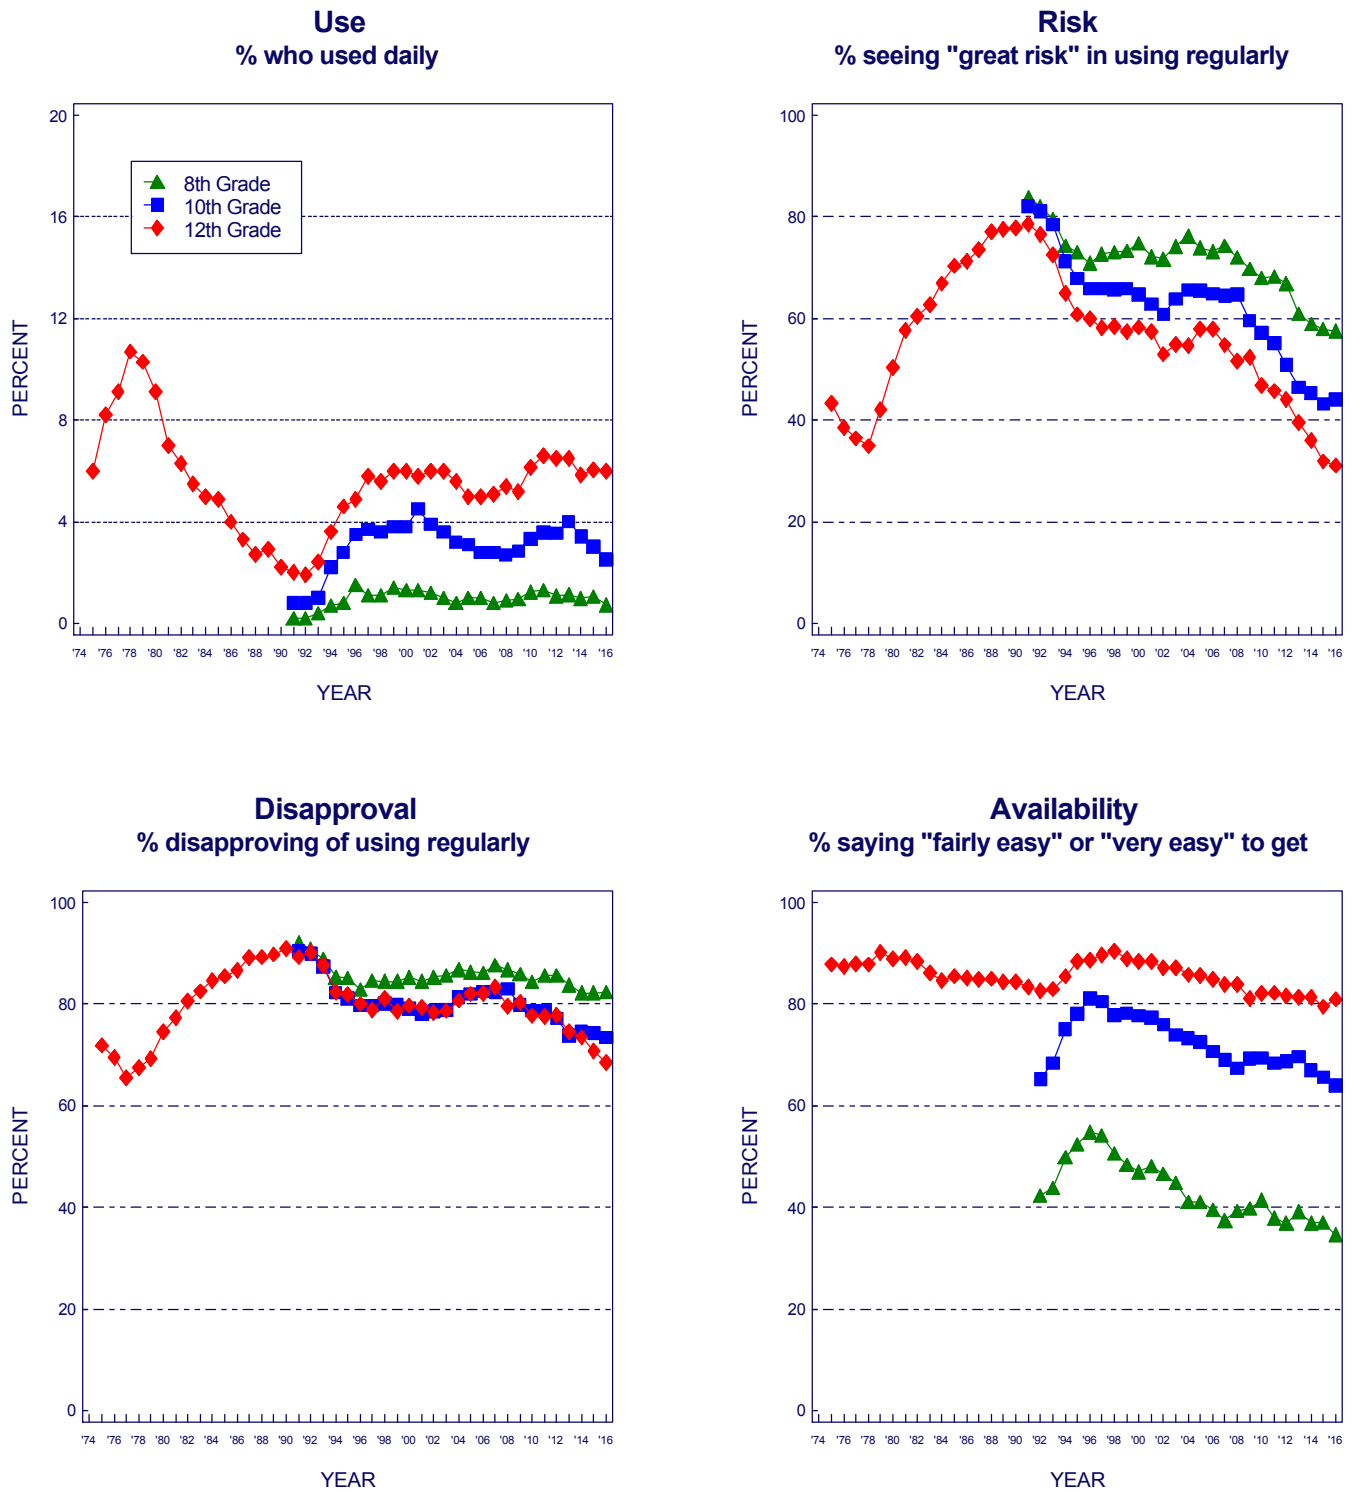 Use
% who used daily
20
16
12
8
4
0
PERCENT
8th Grade
10th Grade
12th Grade
'74 '76 '78 '80 '82 '84 '86 '88 '90 '92 '94 '96 '98 '00 '02 '04 '06 '08 '10 '12 '14 '16
YEAR
Risk
% seeing "great risk" in using regularly
100
80
60
40
20
0
PERCENT
'74 '76 '78 '80 '82 '84 '86 '88 '90 '92 '94 '96 '98 '00 '02 '04 '06 '08 '10 '12 '14 '16
YEAR
Disapproval
% disapproving of using regularly
100
80
60
40
20
0
PERCENT
'74 '76 '78 '80 '82 '84 '86 '88 '90 '92 '94 '96 '98 '00 '02 '04 '06 '08 '10 '12 '14 '16
YEAR
Availability
% saying "fairly easy" or "very easy" to get
100
80
60
40
20
0
PERCENT
'74 '76 '78 '80 '82 '84 '86 '88 '90 '92 '94 '96 '98 '00 '02 '04 '06 '08 '10 '12 '14 '16
YEAR